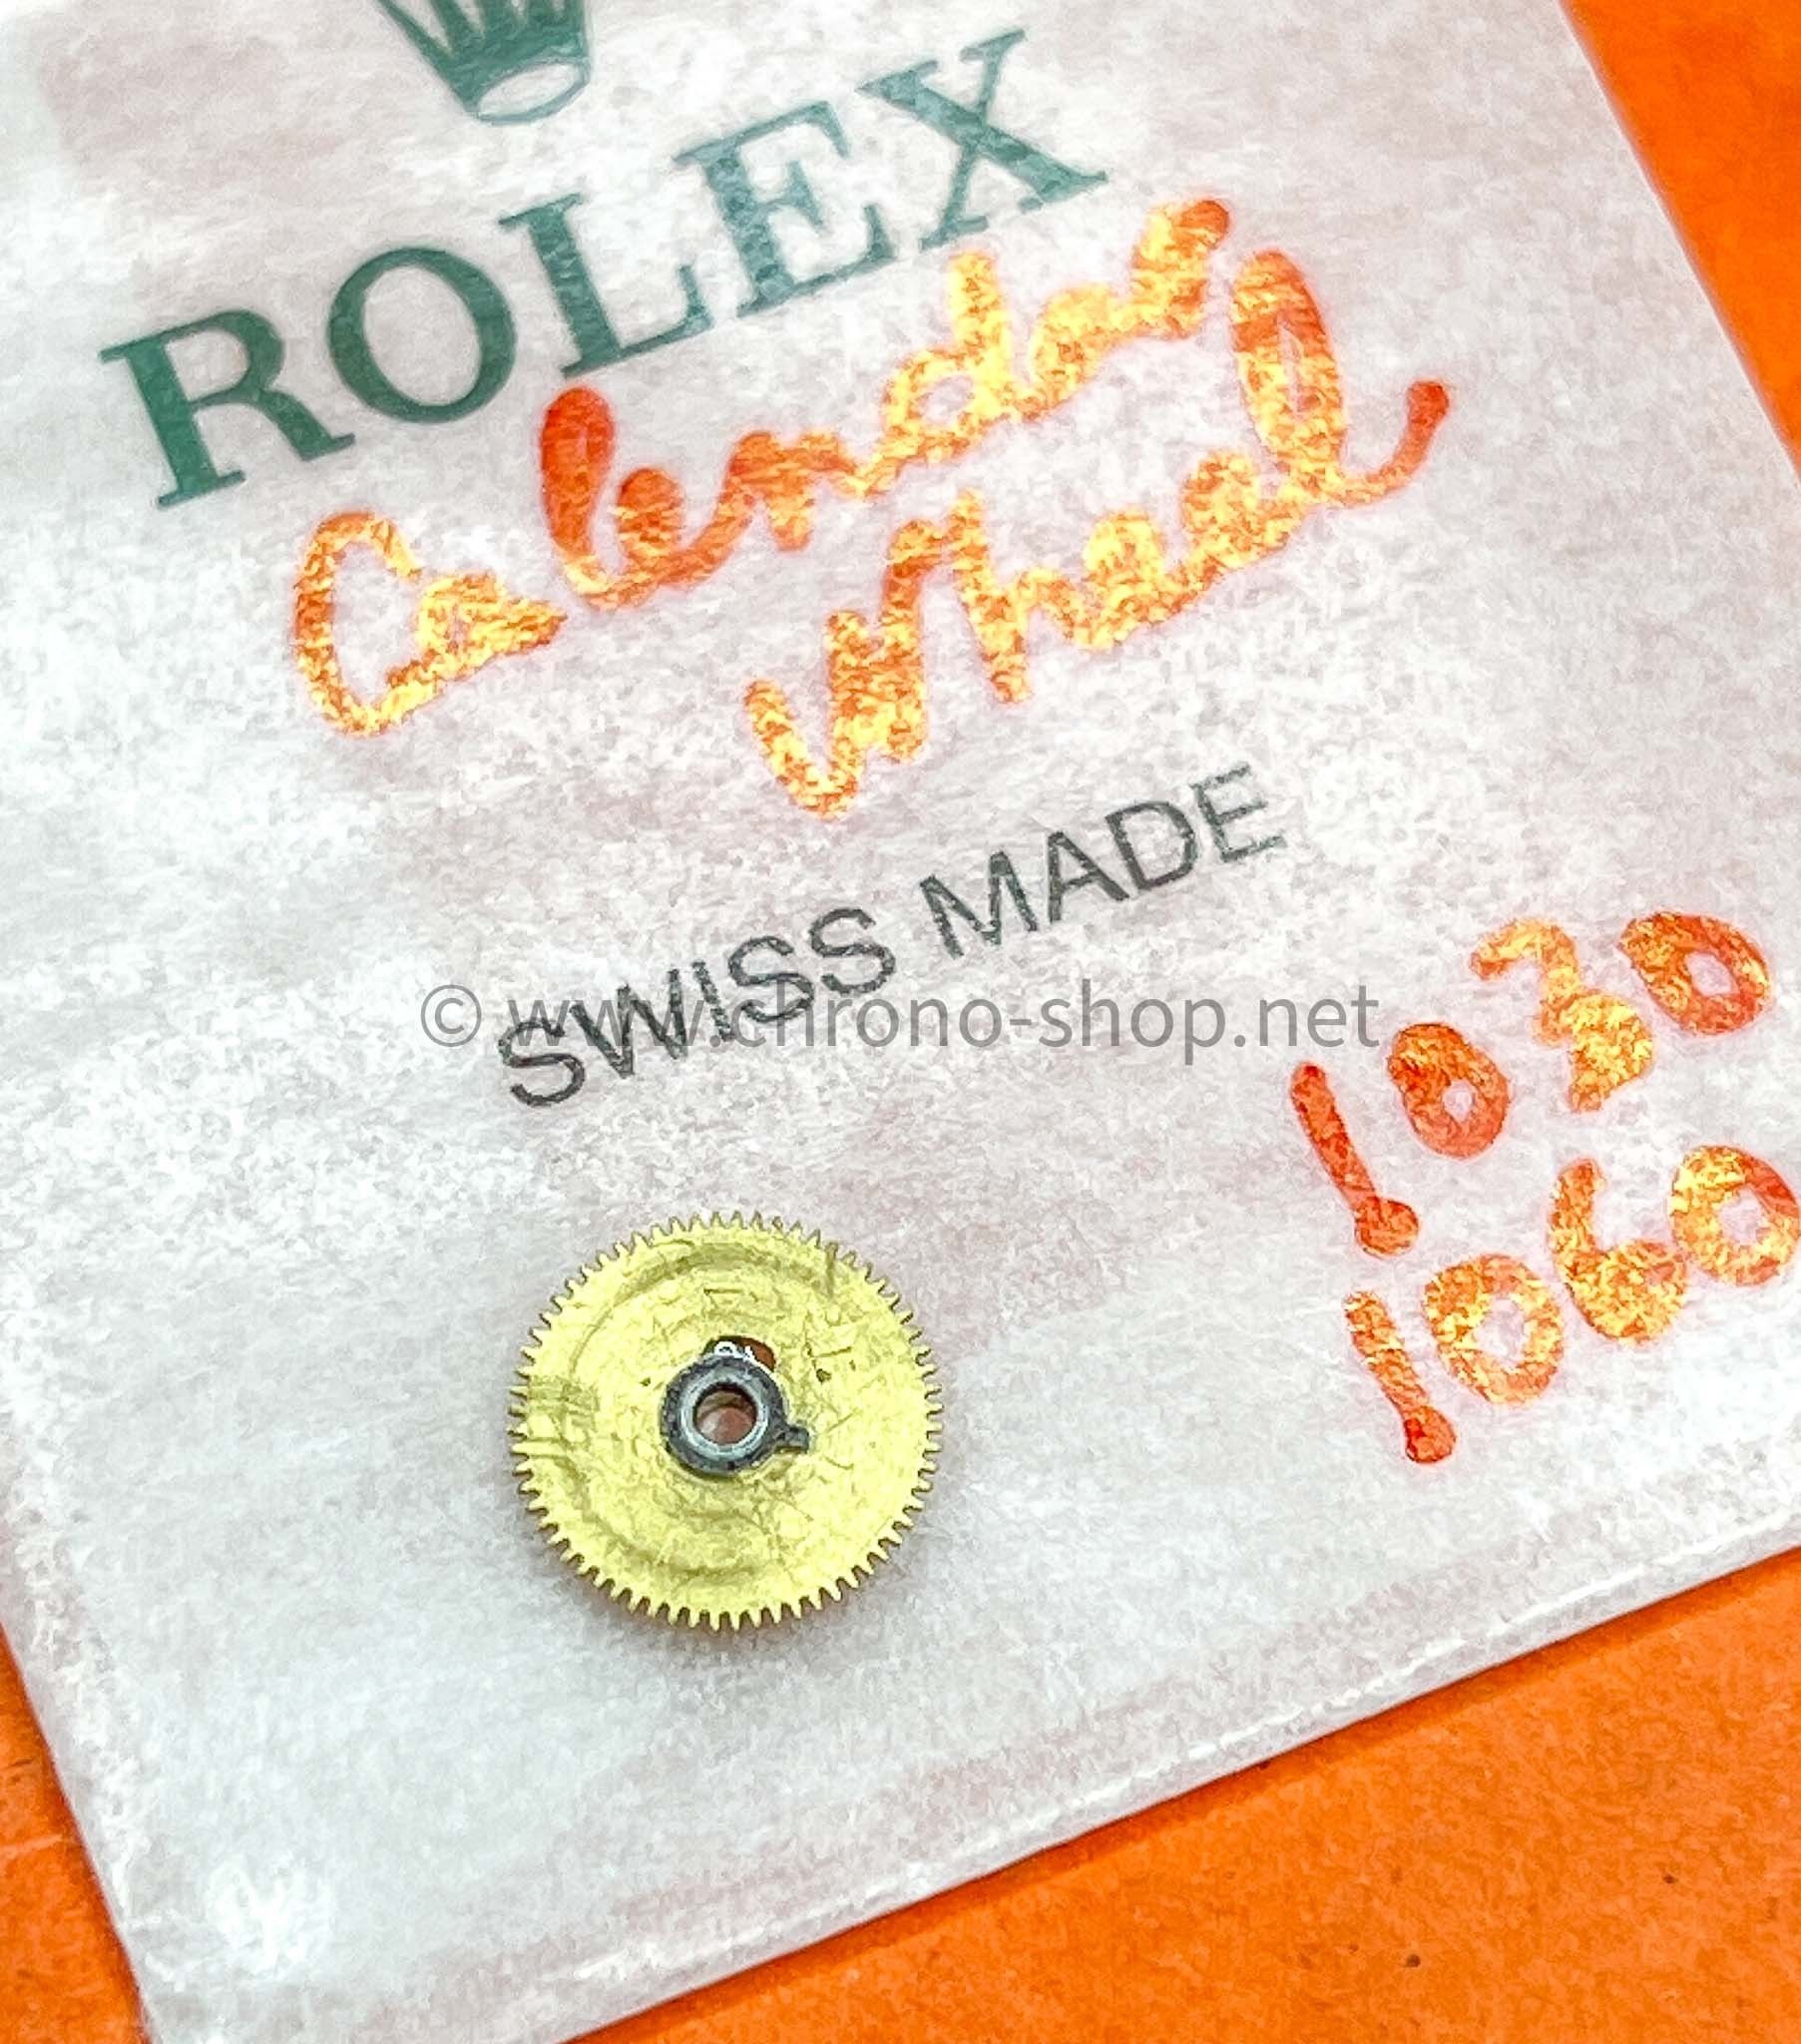 ROLEX
Calendar
Wheel
SWISS MADE
© www.chrono-shop.net
1030
1060